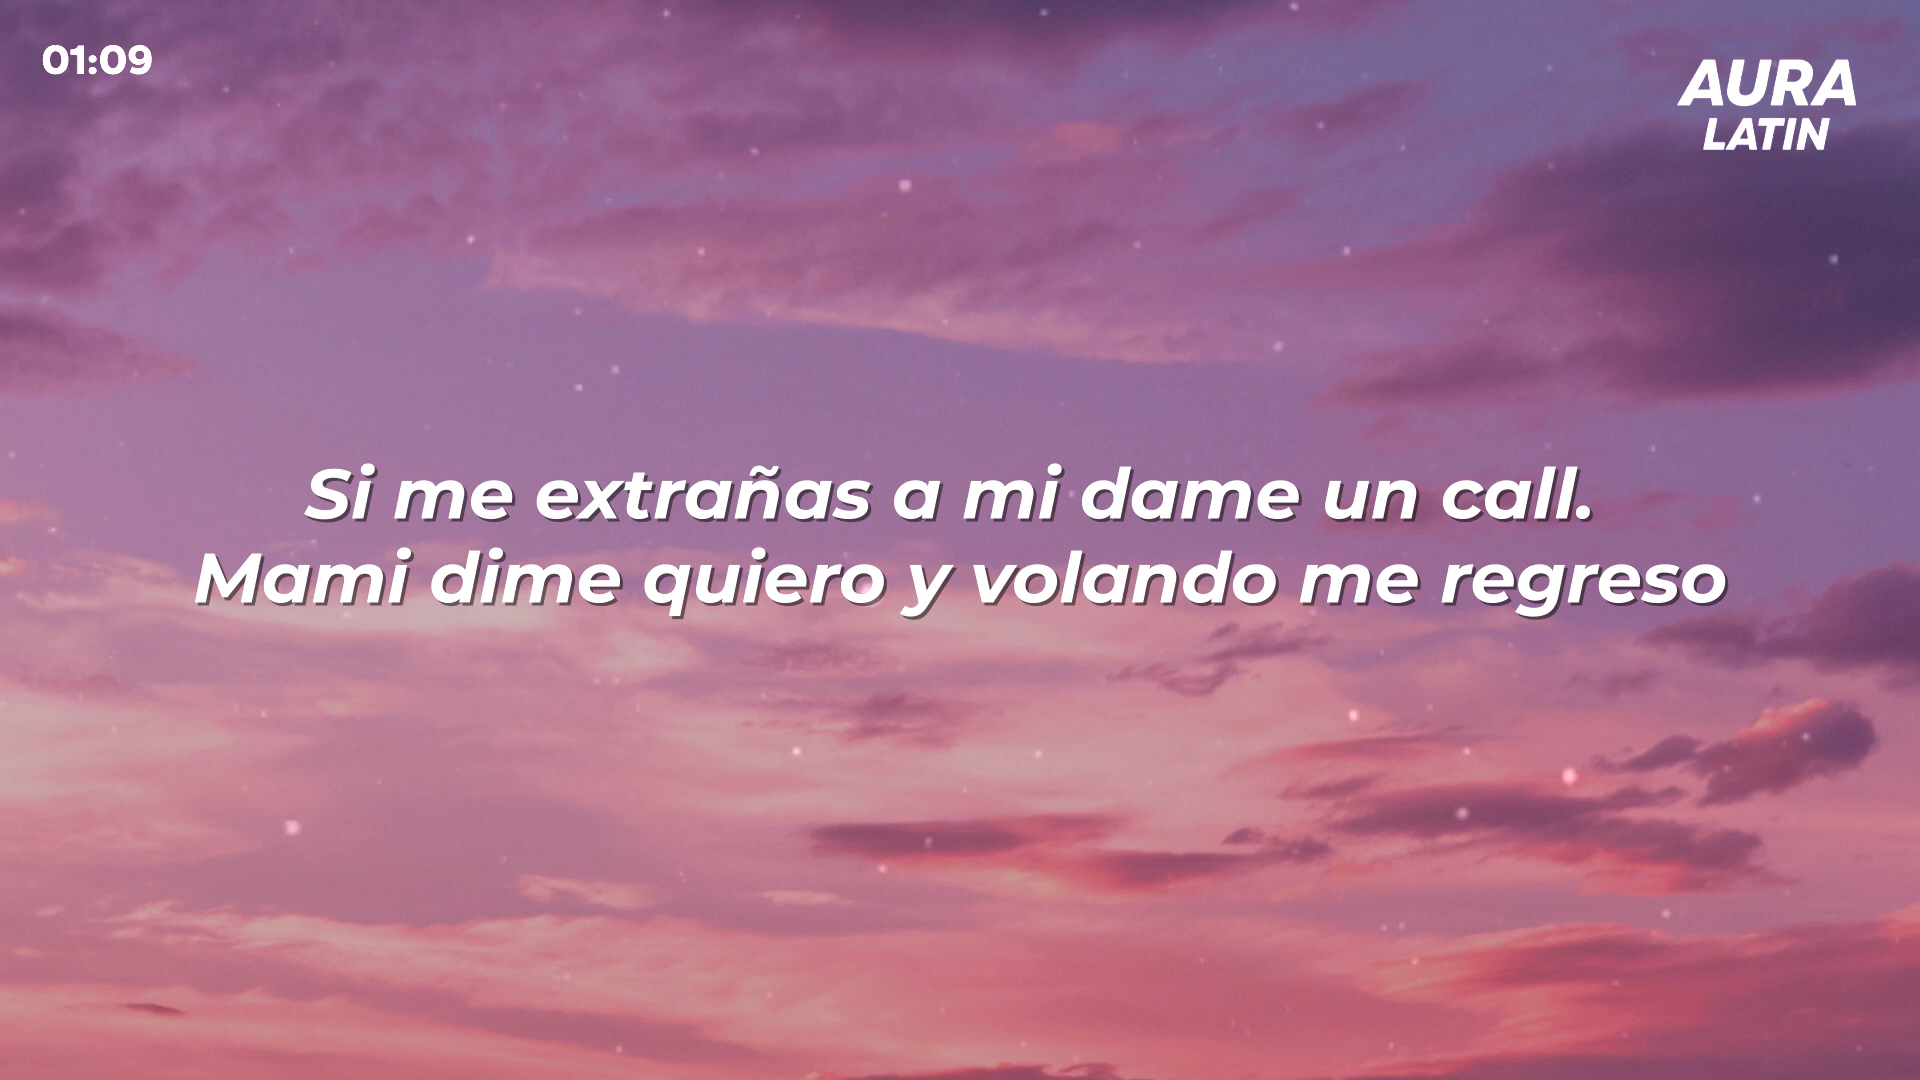 01:09
AURA
LATIN
Si me extrañas a mi dame un call.
Mami dime quiero y volando me regreso